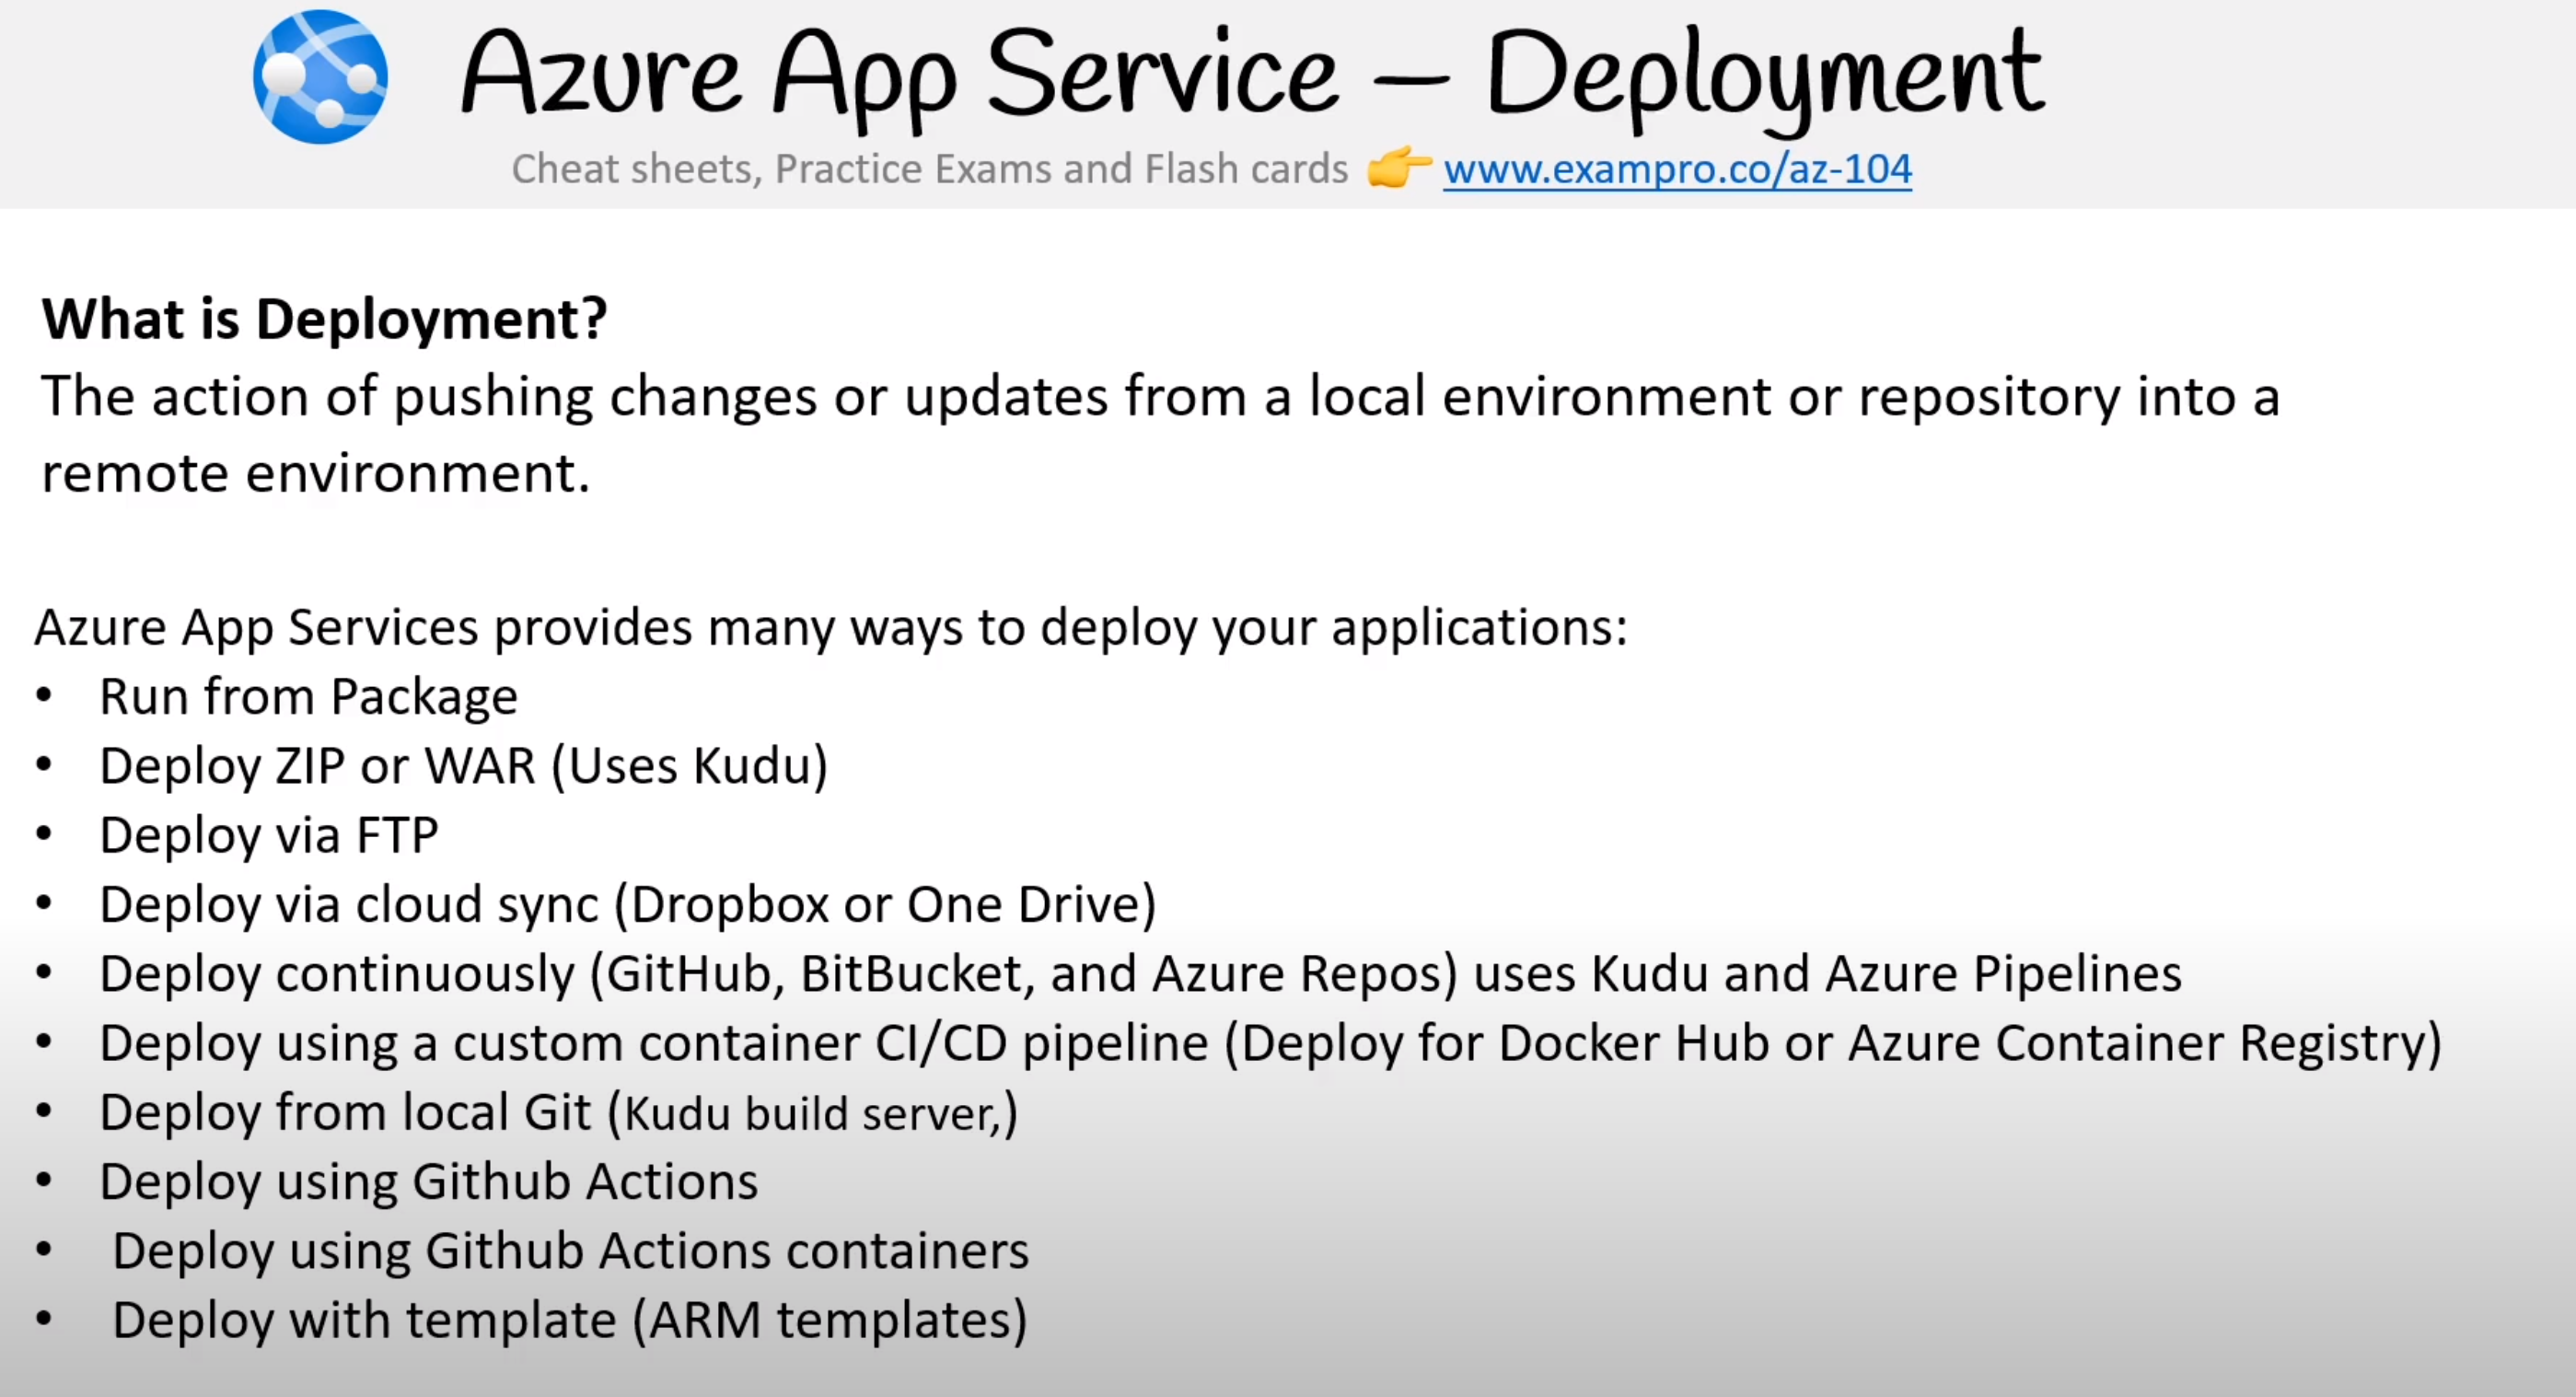 Azure App Service – Deployment
Cheat sheets, Practice Exams and Flash cards 👉 www.exampro.co/az-104
What is Deployment?
The action of pushing changes or updates from a local environment or repository into a
remote environment.
Azure App Services provides many ways to deploy your applications:
• Run from Package
• Deploy ZIP or WAR (Uses Kudu)
• Deploy via FTP
• Deploy via cloud sync (Dropbox or One Drive)
• Deploy continuously (GitHub, BitBucket, and Azure Repos) uses Kudu and Azure Pipelines
• Deploy using a custom container CI/CD pipeline (Deploy for Docker Hub or Azure Container Registry)
• Deploy from local Git (Kudu build server,)
• Deploy using Github Actions
• Deploy using Github Actions containers
• Deploy with template (ARM templates)